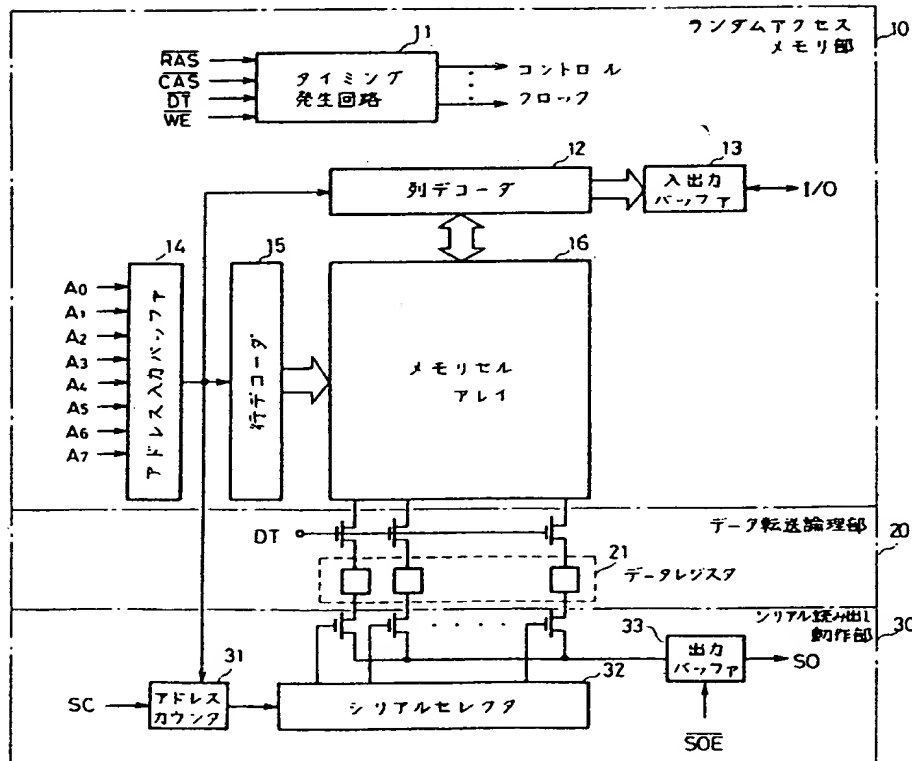 ランダムアクセス
メモリ部
10
11
RAS
CAS
DT
WE
タイミング
発生回路
コントロール
クロック
12
列デコーダ
13
入出力
バッファ
I/O
14
アドレス入力バッファ
15
行デコーダ
16
メモリセル
アレイ
A0
A1
A2
A3
A4
A5
A6
A7
データ転送論理部
20
DT
21
データレジスタ
シリアル読み出し
動作部
30
31
アドレス
カウンタ
SC
32
シリアルセレクタ
33
出力
バッファ
SO
SOE